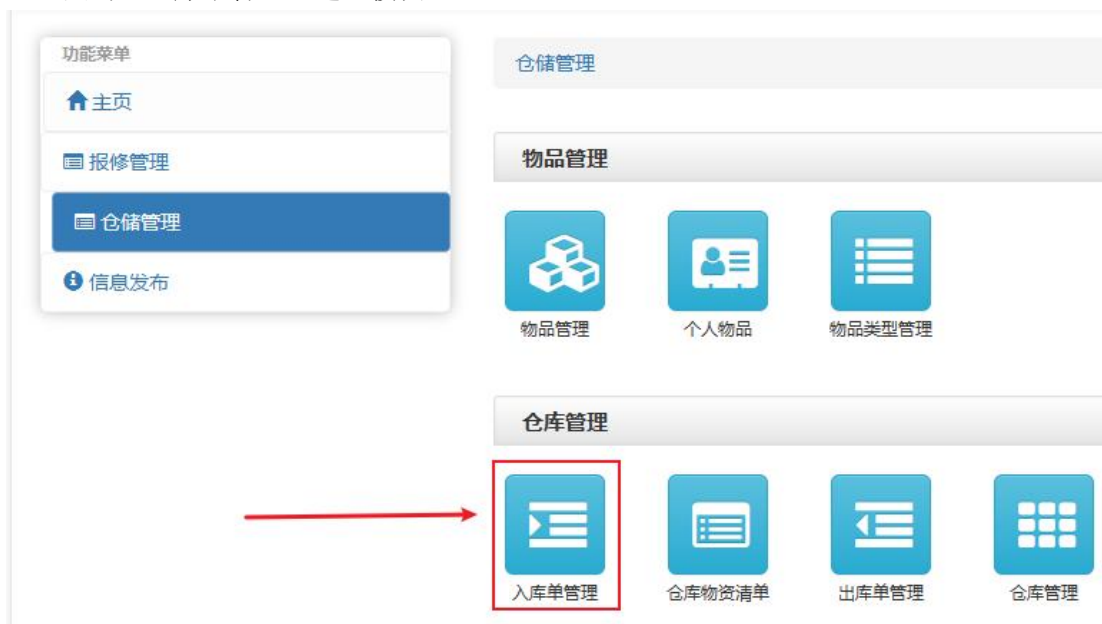 功能菜单
主页
报修管理
仓储管理
信息发布
仓储管理
物品管理
物品管理 个人物品 物品类型管理
仓库管理
入库单管理 仓库物资清单 出库单管理 仓库管理